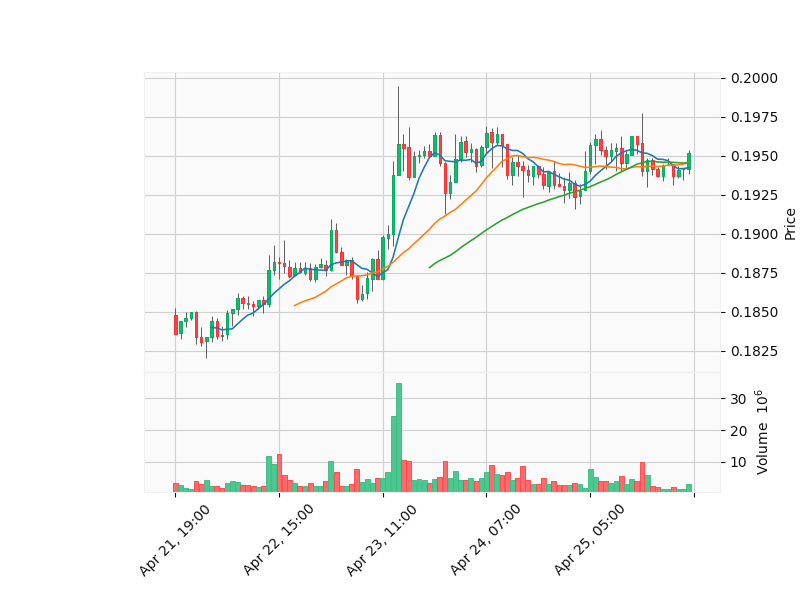 0.2000
0.1975
0.1950
0.1925
0.1900
0.1875
0.1850
0.1825
Price
30
20
10
Volume 10⁶
Apr 21, 19:00
Apr 22, 15:00
Apr 23, 11:00
Apr 24, 07:00
Apr 25, 05:00